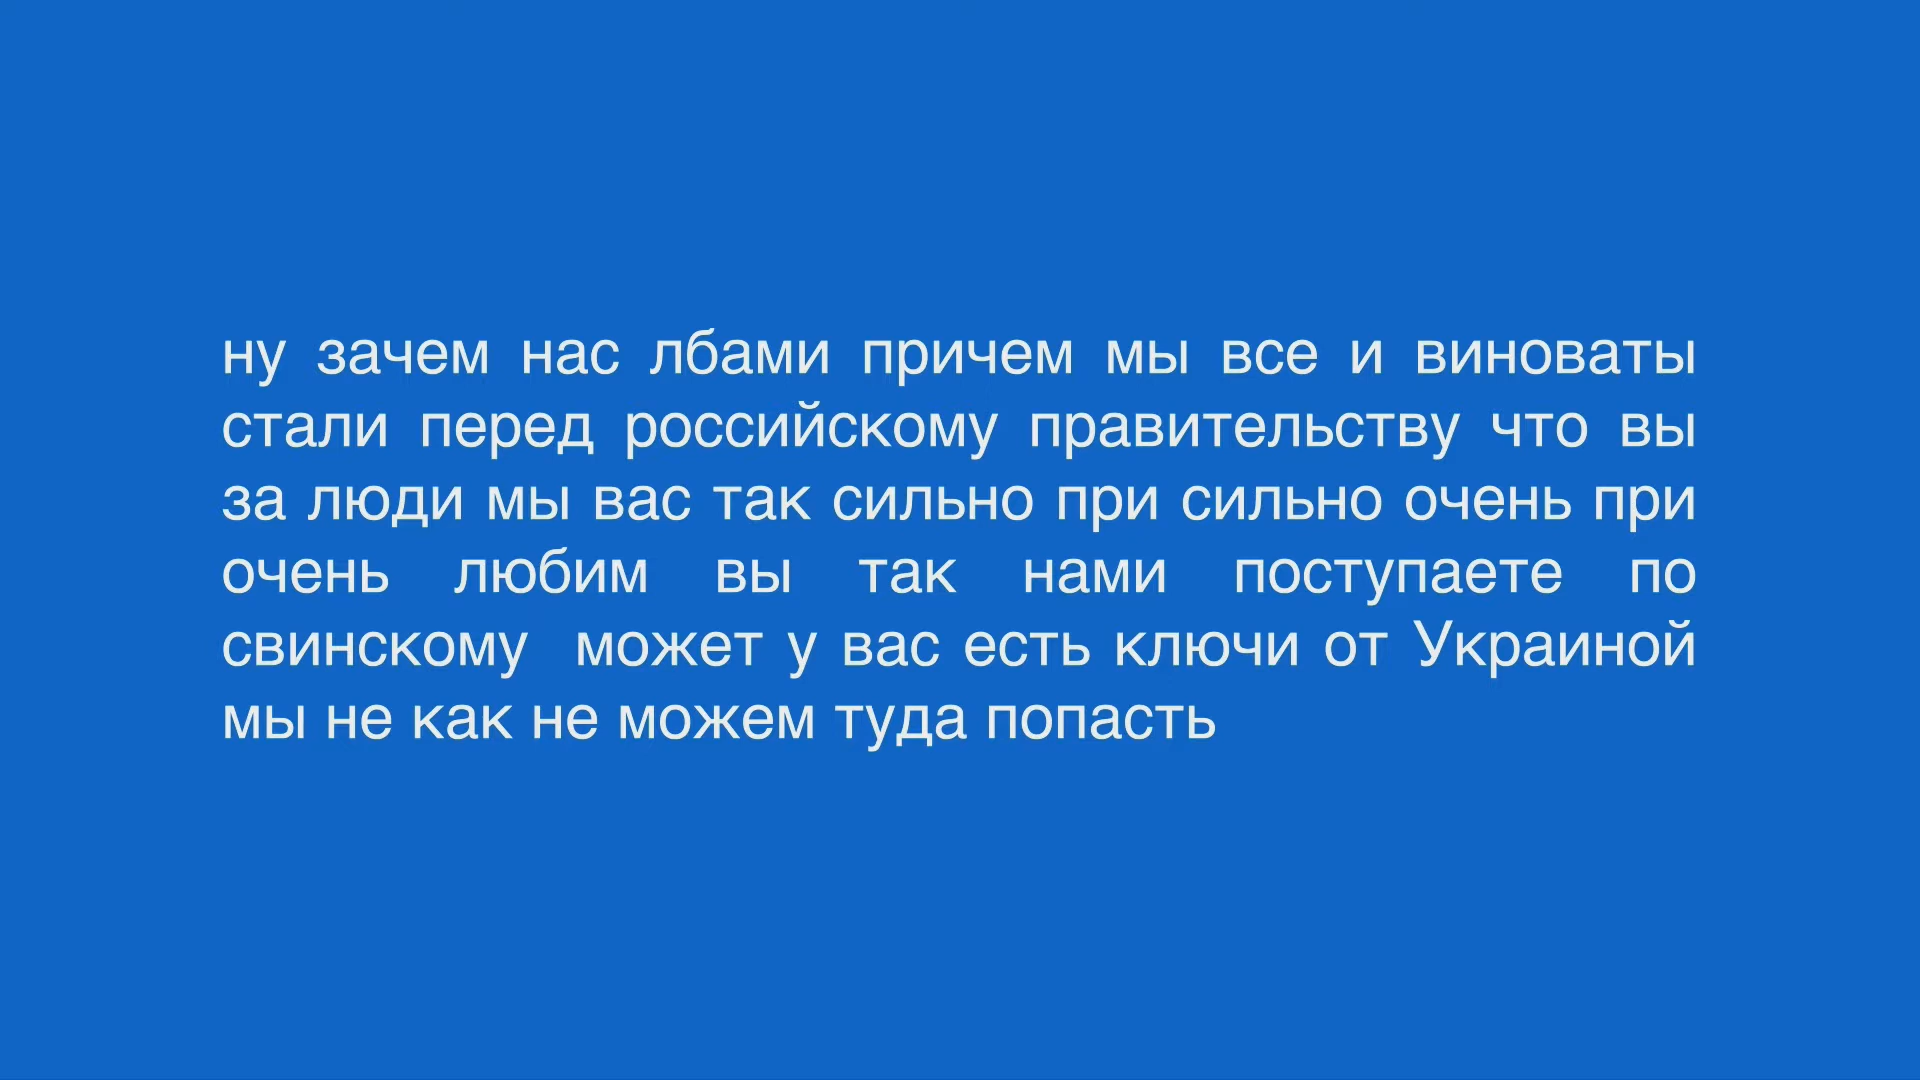 ну зачем нас лбами причем мы все и виноваты
стали перед российскому правительству что вы
за люди мы вас так сильно при сильно очень при
очень любим вы так нами поступаете по
свинскому может у вас есть ключи от Украиной
мы не как не можем туда попасть